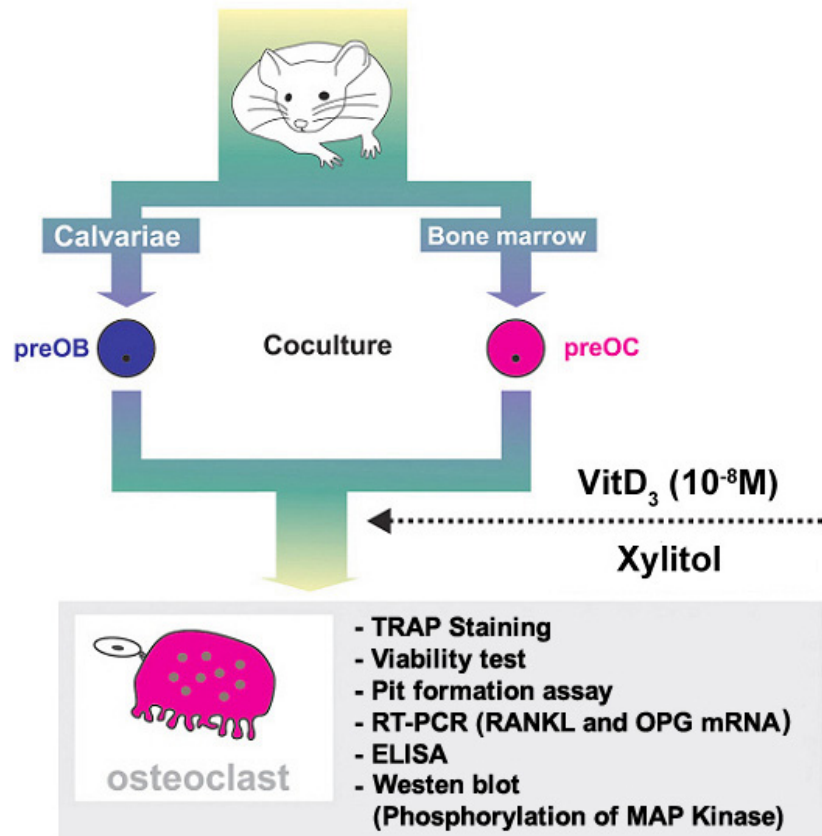 Calvariae
Bone marrow
preOB
Coculture
preOC
VitD₃ (10⁻⁸M)
Xylitol
osteoclast
- TRAP Staining
- Viability test
- Pit formation assay
- RT-PCR (RANKL and OPG mRNA)
- ELISA
- Westen blot
(Phosphorylation of MAP Kinase)